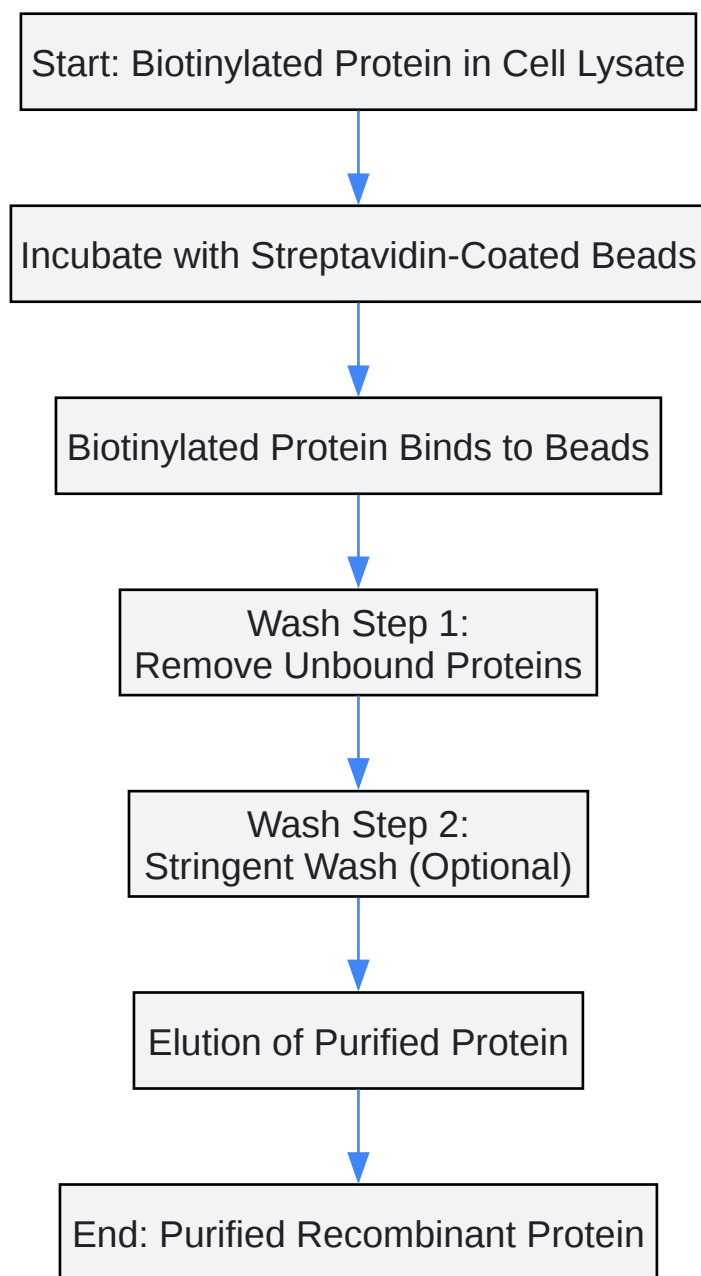 Start: Biotinylated Protein in Cell Lysate
Incubate with Streptavidin-Coated Beads
Biotinylated Protein Binds to Beads
Wash Step 1:
Remove Unbound Proteins
Wash Step 2:
Stringent Wash (Optional)
Elution of Purified Protein
End: Purified Recombinant Protein